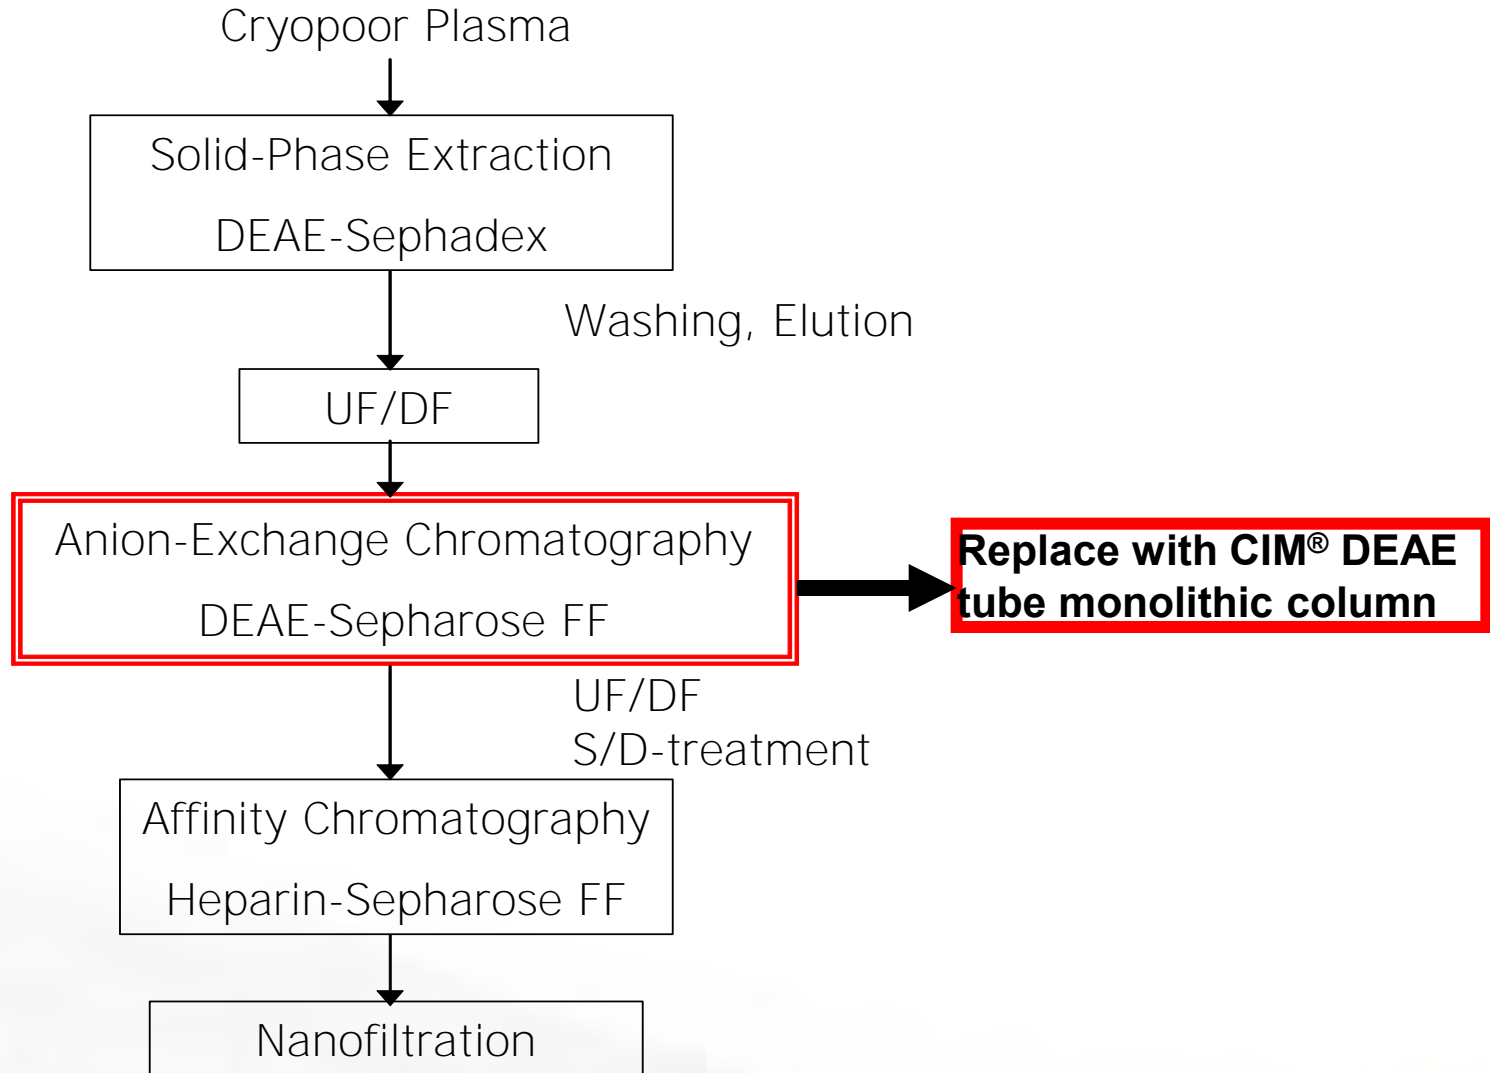 Cryopoor Plasma
Solid-Phase Extraction
DEAE-Sephadex
Washing, Elution
UF/DF
Anion-Exchange Chromatography
DEAE-Sepharose FF
Replace with CIM® DEAE
tube monolithic column
UF/DF
S/D-treatment
Affinity Chromatography
Heparin-Sepharose FF
Nanofiltration